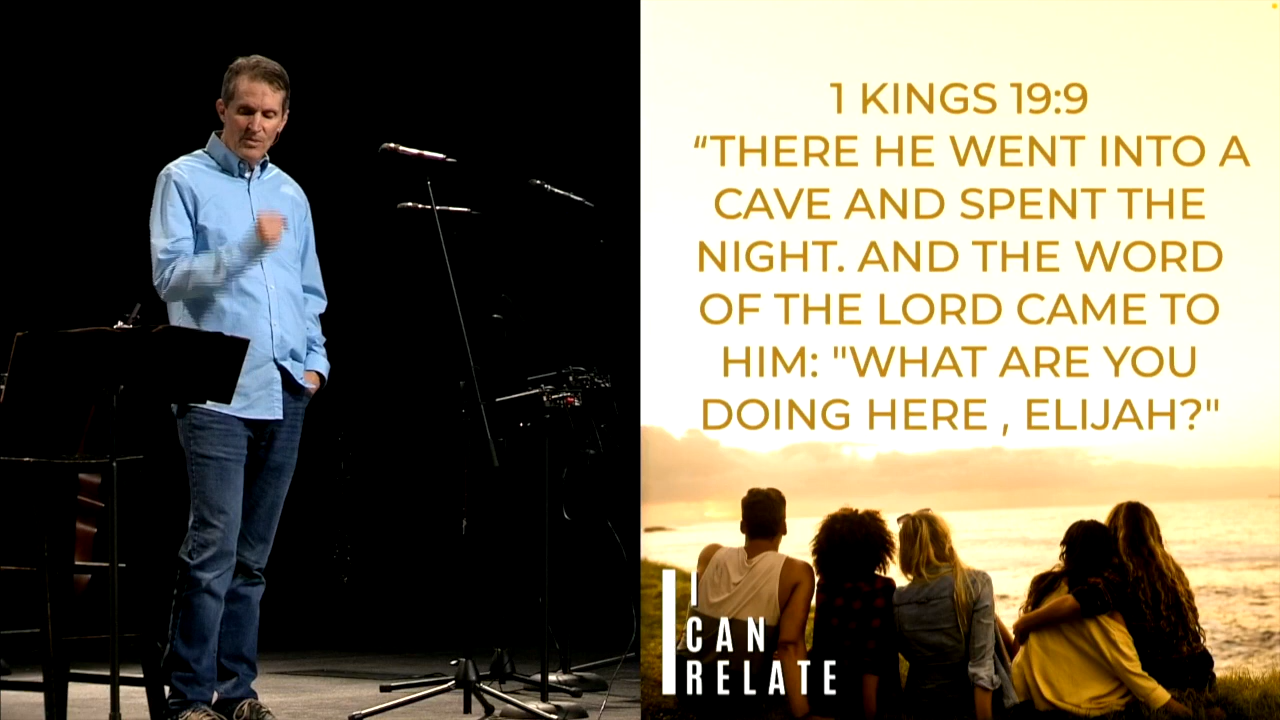 1 KINGS 19:9
“THERE HE WENT INTO A
CAVE AND SPENT THE
NIGHT. AND THE WORD
OF THE LORD CAME TO
HIM: "WHAT ARE YOU
DOING HERE , ELIJAH?"
I
CAN
RELATE